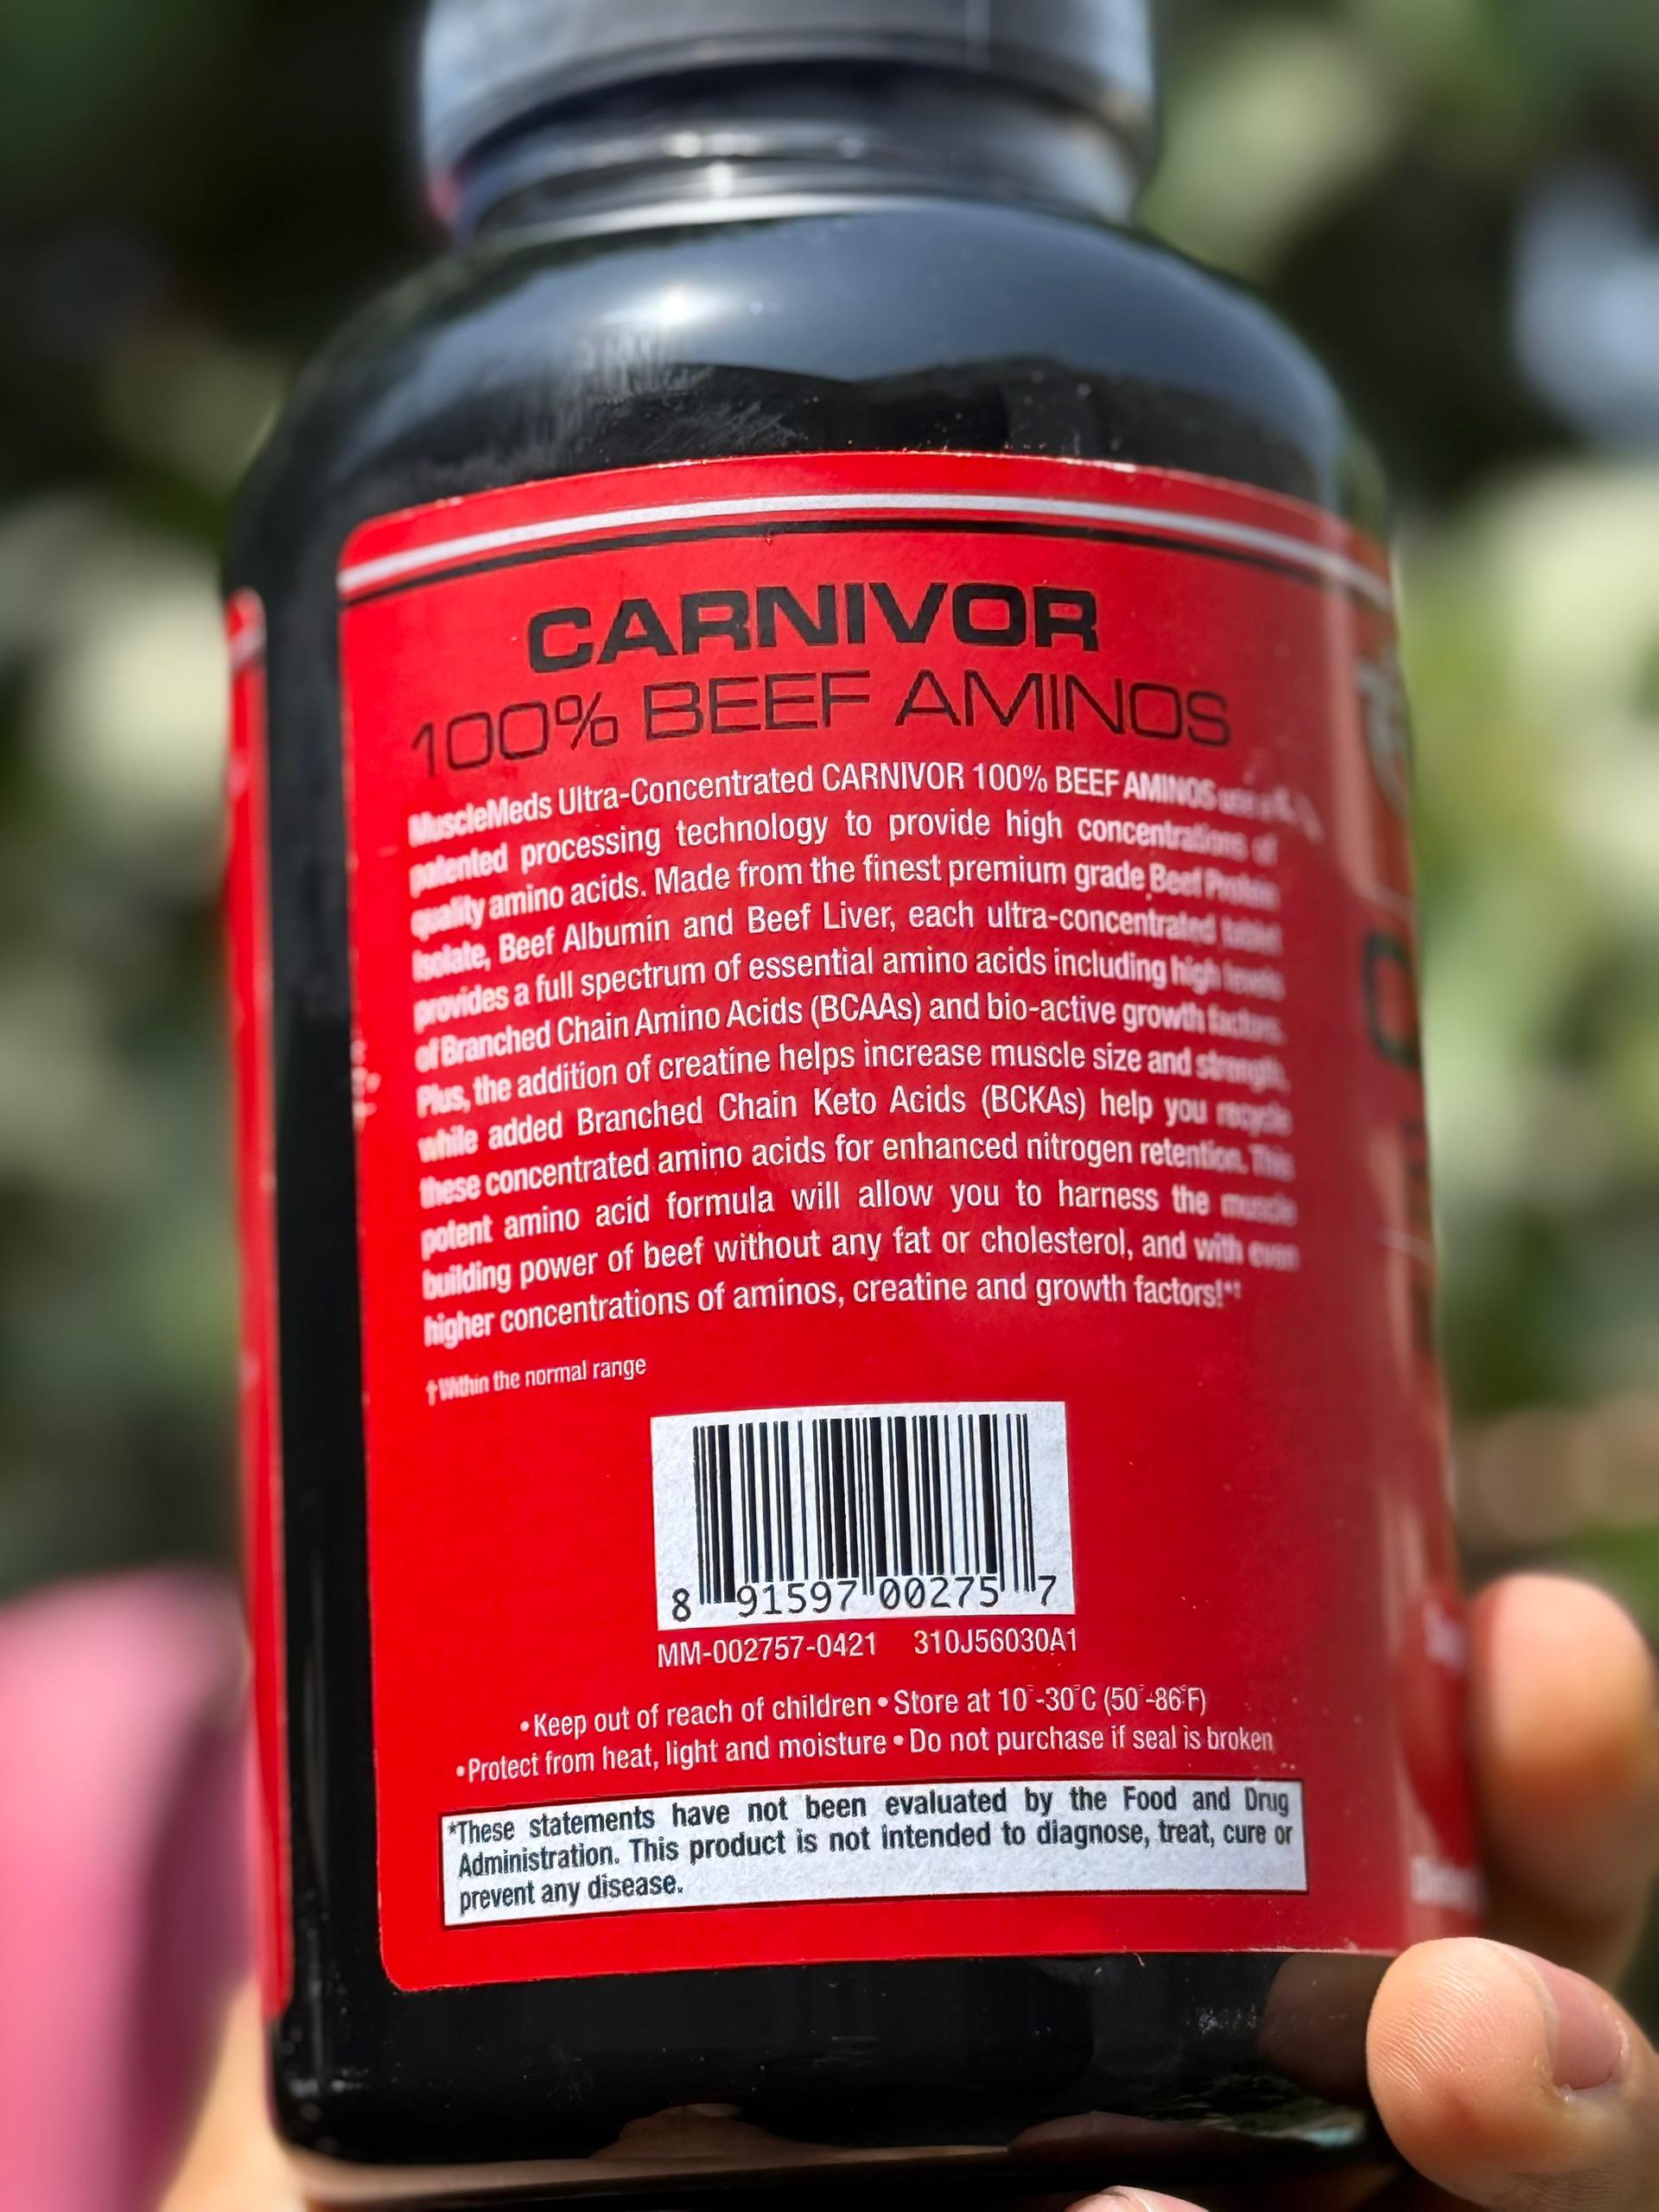 CARNIVOR
100% BEEF AMINOS
MuscleMeds Ultra-Concentrated CARNIVOR 100% BEEF AMINOS
patented processing technology to provide high concentrations of
quality amino acids. Made from the finest premium grade Beef Protein
Isolate, Beef Albumin and Beef Liver, each ultra-concentrated tablet
provides a full spectrum of essential amino acids including high levels
of Branched Chain Amino Acids (BCAAs) and bio-active growth factors.
Plus, the addition of creatine helps increase muscle size and strength,
while added Branched Chain Keto Acids (BCKAs) help you recycle
these concentrated amino acids for enhanced nitrogen retention. This
potent amino acid formula will allow you to harness the muscle
building power of beef without any fat or cholesterol, and with even
higher concentrations of aminos, creatine and growth factors!*†
†Within the normal range
8 91597 00275 7
MM-002757-0421 310J56030A1
•Keep out of reach of children • Store at 10°-30°C (50°-86°F)
•Protect from heat, light and moisture • Do not purchase if seal is broken
*These statements have not been evaluated by the Food and Drug
Administration. This product is not intended to diagnose, treat, cure or
prevent any disease.